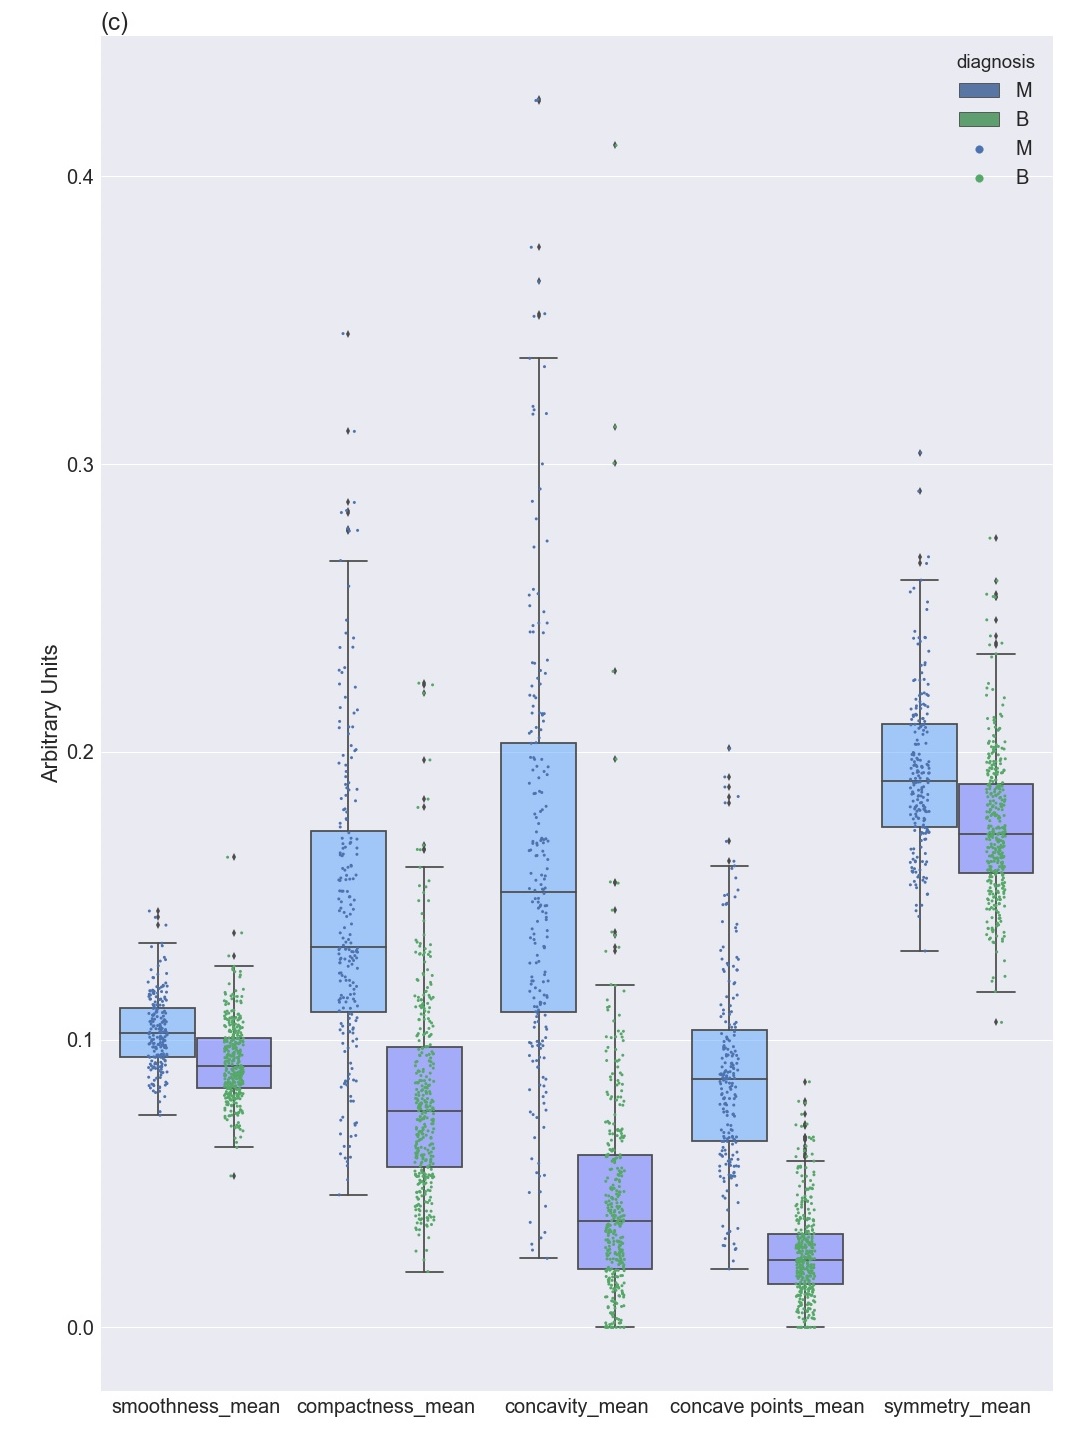 (c)
diagnosis
M
B
M
B
0.4
0.3
0.2
0.1
0.0
Arbitrary Units
smoothness_mean compactness_mean concavity_mean concave points_mean symmetry_mean